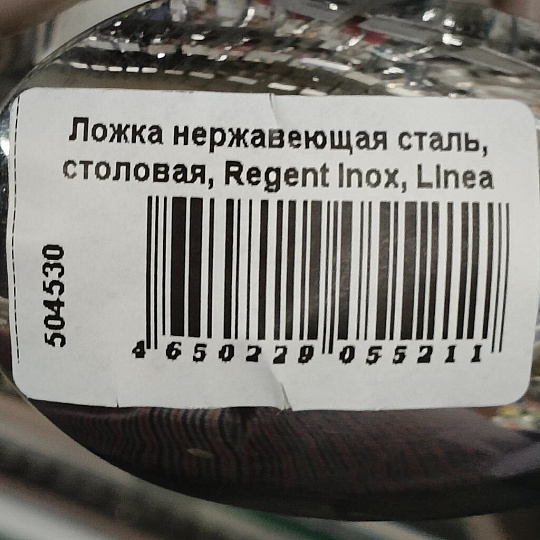 Ложка нержавеющая сталь,
столовая, Regent Inox, Linea
504530
4 650229 055211